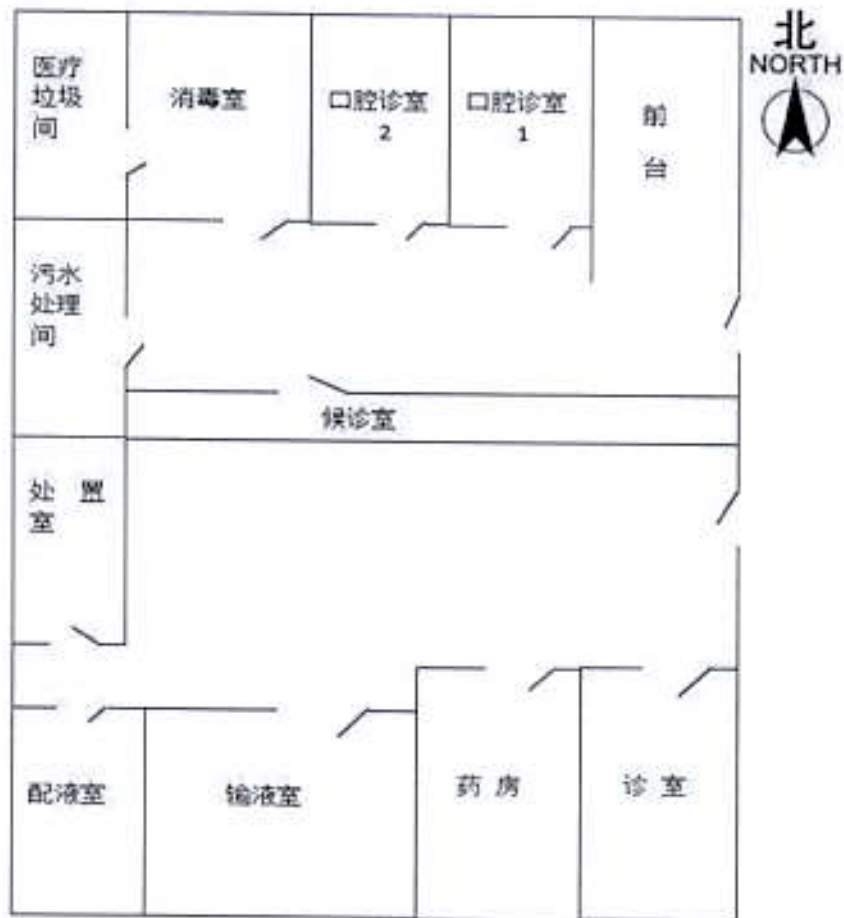 北
NORTH
医疗
垃圾
间
消毒室
口腔诊室
2
口腔诊室
1
前
台
污水
处理
间
候诊室
处 置
室
配液室
输液室
药 房
诊 室